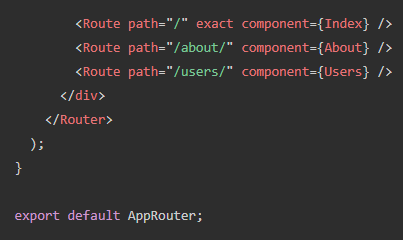 <Route path="/" exact component={Index} />
<Route path="/about/" component={About} />
<Route path="/users/" component={Users} />
</div>
</Router>
);
}
export default AppRouter;